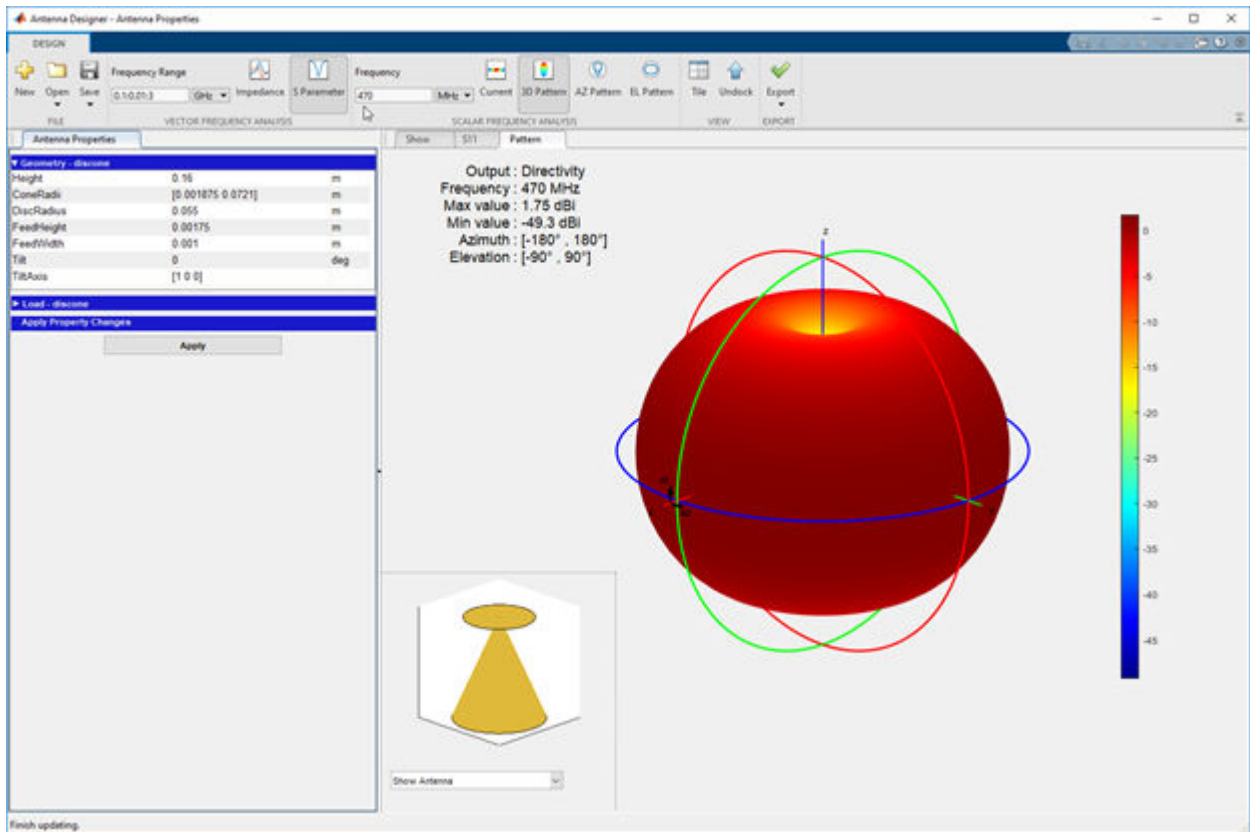 Antenna Designer - Antenna Properties
DESIGN
New Open Save
FILE
Frequency Range
0.1:0.01:3 GHz
Impedance S Parameter
VECTOR FREQUENCY ANALYSIS
Frequency
470 MHz
Current 3D Pattern AZ Pattern EL Pattern
SCALAR FREQUENCY ANALYSIS
Tile Undock
VIEW
Export
EXPORT
Antenna Properties
Geometry - discone
Height 0.16 m
ConeRadii [0.001875 0.0721] m
DiscRadius 0.055 m
FeedHeight 0.00175 m
FeedWidth 0.001 m
Tilt 0 deg
TiltAxis [1 0 0]
Load - discone
Apply Property Changes
Apply
Show S11 Pattern
Output : Directivity
Frequency : 470 MHz
Max value : 1.75 dBi
Min value : -49.3 dBi
Azimuth : [-180° , 180°]
Elevation : [-90° , 90°]
z
0
-5
-10
-15
-20
-25
-30
-35
-40
-45
Show Antenna
Finish updating.